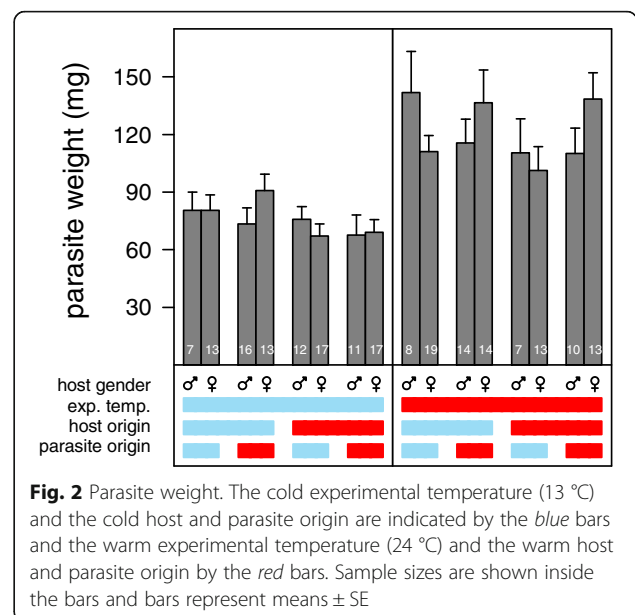 parasite weight (mg)
150
120
90
60
30
7 13 16 13 12 17 11 17 8 19 14 14 7 13 10 13
host gender ♂ ♀ ♂ ♀ ♂ ♀ ♂ ♀ ♂ ♀ ♂ ♀ ♂ ♀ ♂ ♀
exp. temp.
host origin
parasite origin
Fig. 2 Parasite weight. The cold experimental temperature (13 °C)
and the cold host and parasite origin are indicated by the blue bars
and the warm experimental temperature (24 °C) and the warm host
and parasite origin by the red bars. Sample sizes are shown inside
the bars and bars represent means ± SE